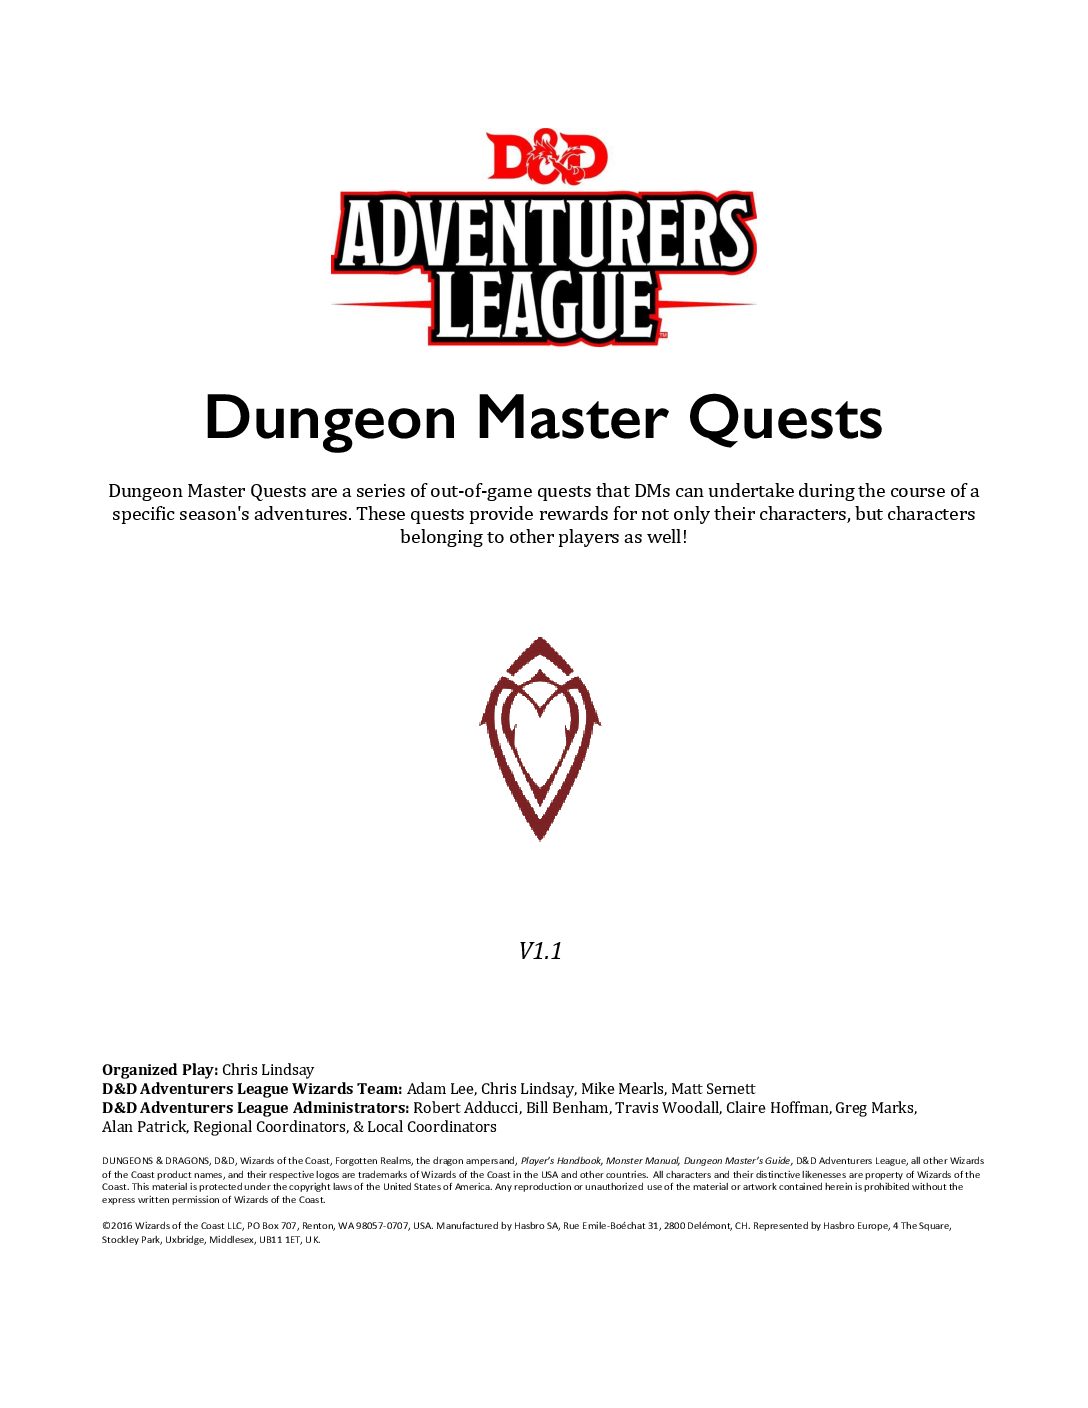 D&D
ADVENTURERS
LEAGUE
TM
Dungeon Master Quests
Dungeon Master Quests are a series of out-of-game quests that DMs can undertake during the course of a
specific season's adventures. These quests provide rewards for not only their characters, but characters
belonging to other players as well!
V1.1
Organized Play: Chris Lindsay
D&D Adventurers League Wizards Team: Adam Lee, Chris Lindsay, Mike Mearls, Matt Sernett
D&D Adventurers League Administrators: Robert Adducci, Bill Benham, Travis Woodall, Claire Hoffman, Greg Marks,
Alan Patrick, Regional Coordinators, & Local Coordinators
DUNGEONS & DRAGONS, D&D, Wizards of the Coast, Forgotten Realms, the dragon ampersand, Player’s Handbook, Monster Manual, Dungeon Master’s Guide, D&D Adventurers League, all other Wizards
of the Coast product names, and their respective logos are trademarks of Wizards of the Coast in the USA and other countries. All characters and their distinctive likenesses are property of Wizards of the
Coast. This material is protected under the copyright laws of the United States of America. Any reproduction or unauthorized use of the material or artwork contained herein is prohibited without the
express written permission of Wizards of the Coast.
©2016 Wizards of the Coast LLC, PO Box 707, Renton, WA 98057-0707, USA. Manufactured by Hasbro SA, Rue Emile-Boéchat 31, 2800 Delémont, CH. Represented by Hasbro Europe, 4 The Square,
Stockley Park, Uxbridge, Middlesex, UB11 1ET, UK.